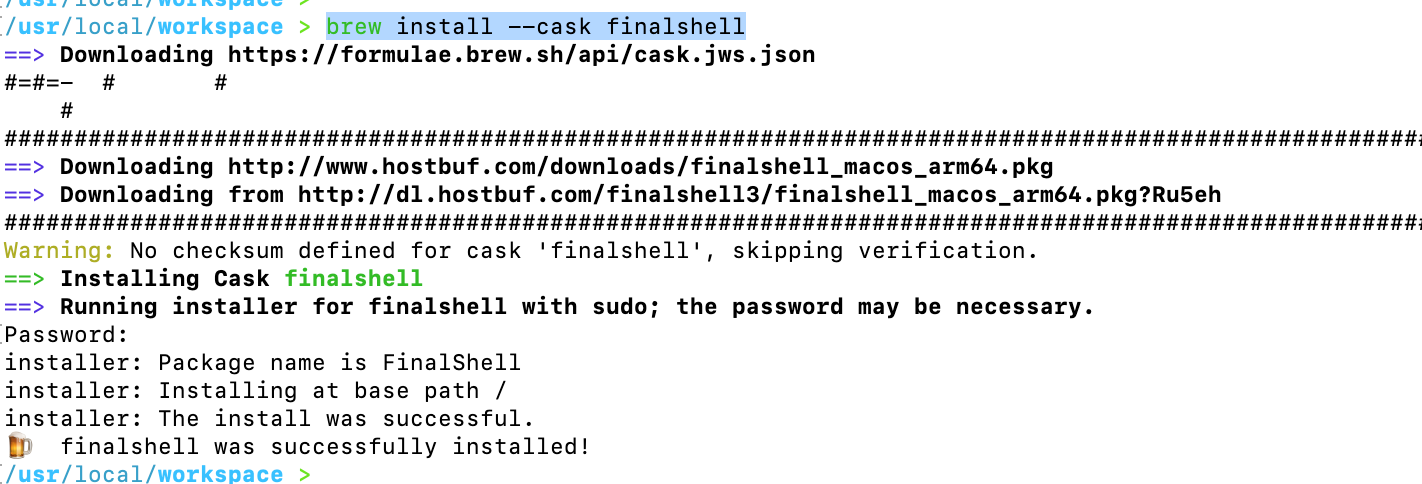 /usr/local/workspace >
/usr/local/workspace > brew install --cask finalshell
==> Downloading https://formulae.brew.sh/api/cask.jws.json
#=#=-  #       #
    #
#####################################################################################################
==> Downloading http://www.hostbuf.com/downloads/finalshell_macos_arm64.pkg
==> Downloading from http://dl.hostbuf.com/finalshell3/finalshell_macos_arm64.pkg?Ru5eh
#####################################################################################################
Warning: No checksum defined for cask 'finalshell', skipping verification.
==> Installing Cask finalshell
==> Running installer for finalshell with sudo; the password may be necessary.
Password:
installer: Package name is FinalShell
installer: Installing at base path /
installer: The install was successful.
🍺  finalshell was successfully installed!
/usr/local/workspace >